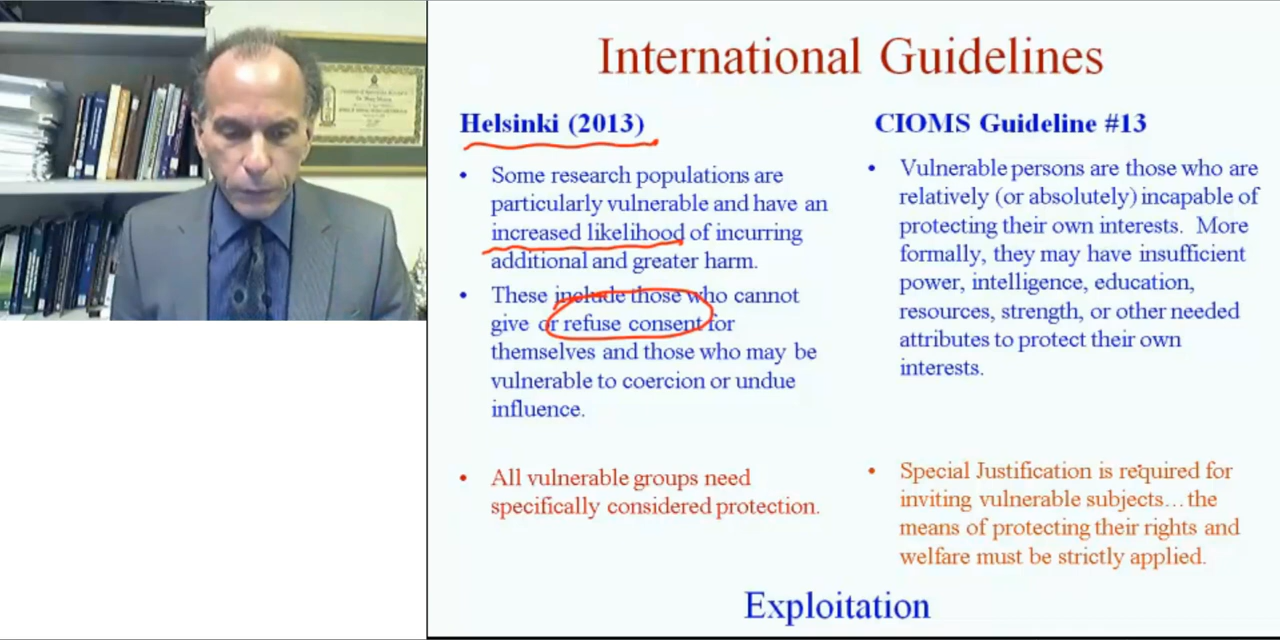 International Guidelines
Helsinki (2013)
• Some research populations are
particularly vulnerable and have an
increased likelihood of incurring
additional and greater harm.
• These include those who cannot
give or refuse consent for
themselves and those who may be
vulnerable to coercion or undue
influence.
• All vulnerable groups need
specifically considered protection.
CIOMS Guideline #13
• Vulnerable persons are those who are
relatively (or absolutely) incapable of
protecting their own interests. More
formally, they may have insufficient
power, intelligence, education,
resources, strength, or other needed
attributes to protect their own
interests.
• Special Justification is required for
inviting vulnerable subjects…the
means of protecting their rights and
welfare must be strictly applied.
Exploitation